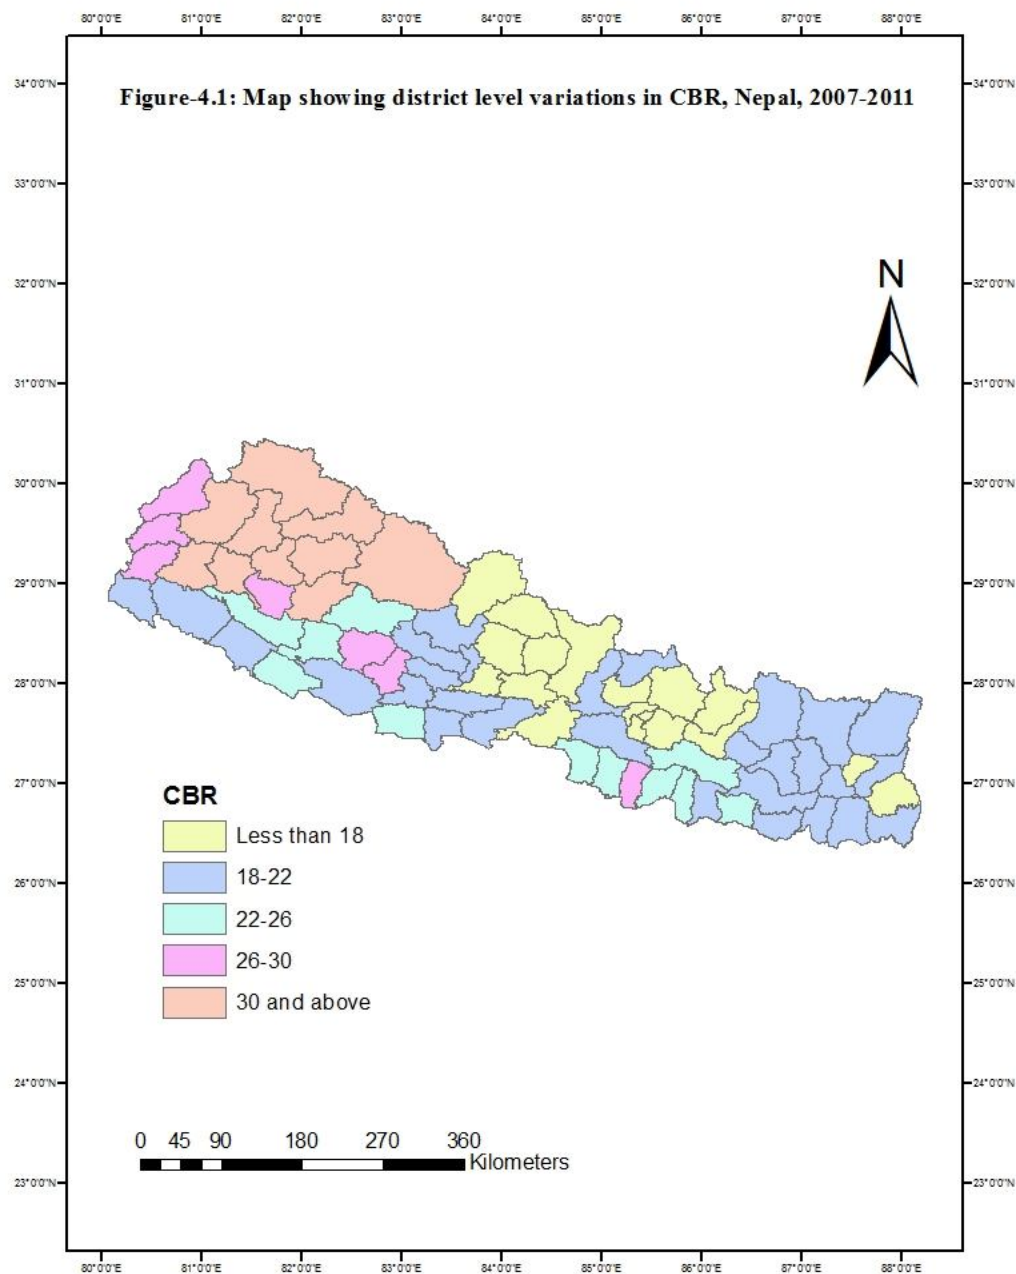 80°0'0"E 81°0'0"E 82°0'0"E 83°0'0"E 84°0'0"E 85°0'0"E 86°0'0"E 87°0'0"E 88°0'0"E
34°0'0"N 34°0'0"N
Figure-4.1: Map showing district level variations in CBR, Nepal, 2007-2011
33°0'0"N 33°0'0"N
N
32°0'0"N 32°0'0"N
31°0'0"N 31°0'0"N
30°0'0"N 30°0'0"N
29°0'0"N 29°0'0"N
28°0'0"N 28°0'0"N
27°0'0"N 27°0'0"N
CBR
Less than 18
18-22
26°0'0"N 26°0'0"N
22-26
26-30
25°0'0"N 25°0'0"N
30 and above
24°0'0"N 24°0'0"N
0 45 90 180 270 360
Kilometers
23°0'0"N 23°0'0"N
80°0'0"E 81°0'0"E 82°0'0"E 83°0'0"E 84°0'0"E 85°0'0"E 86°0'0"E 87°0'0"E 88°0'0"E